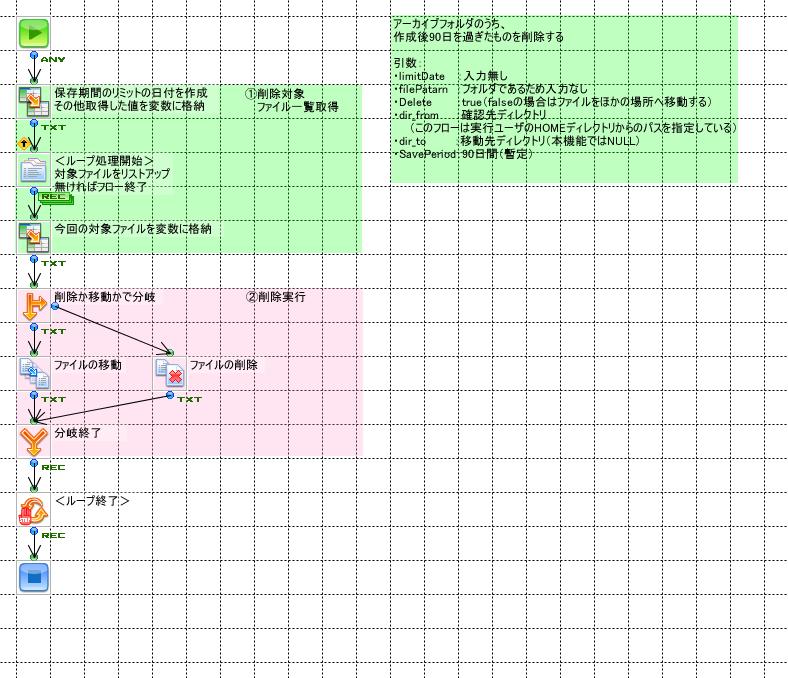 アーカイブフォルダのうち、
作成後90日を過ぎたものを削除する
引数：
・limitDate ：入力無し
・filePatarn ：フォルダであるため入力なし
・Delete ：true（falseの場合はファイルをほかの場所へ移動する）
・dir_from ：確認先ディレクトリ
（このフローは実行ユーザのHOMEディレクトリからのパスを指定している）
・dir_to ：移動先ディレクトリ（本機能ではNULL）
・SavePeriod：90日間（暫定）
ANY
保存期間のリミットの日付を作成
その他取得した値を変数に格納
①削除対象
ファイル一覧取得
TXT
＜ループ処理開始＞
対象ファイルをリストアップ
無ければフロー終了
REC
今回の対象ファイルを変数に格納
TXT
削除か移動かで分岐
②削除実行
TXT
ファイルの移動
ファイルの削除
TXT
TXT
分岐終了
REC
＜ループ終了＞
REC